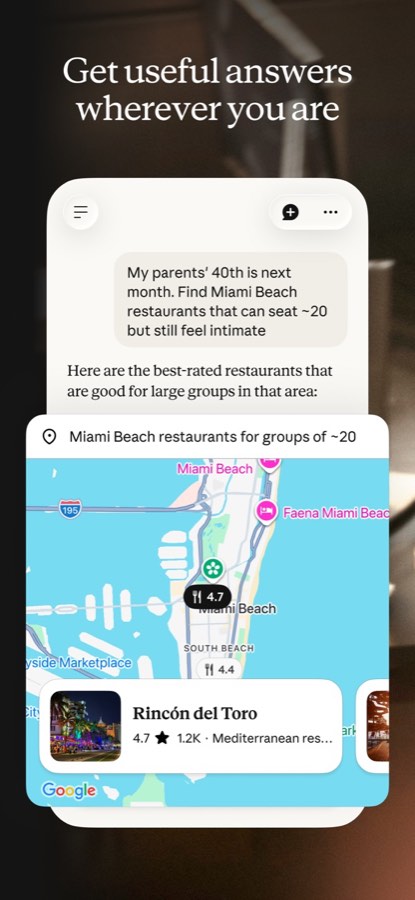 Get useful answers
wherever you are
My parents' 40th is next
month. Find Miami Beach
restaurants that can seat ~20
but still feel intimate
Here are the best-rated restaurants that
are good for large groups in that area:
Miami Beach restaurants for groups of ~20
Miami Beach
195
Faena Miami Beac
4.7
Miami Beach
SOUTH BEACH
4.4
yside Marketplace
Rincón del Toro
4.7 ★ 1.2K · Mediterranean res...
Google